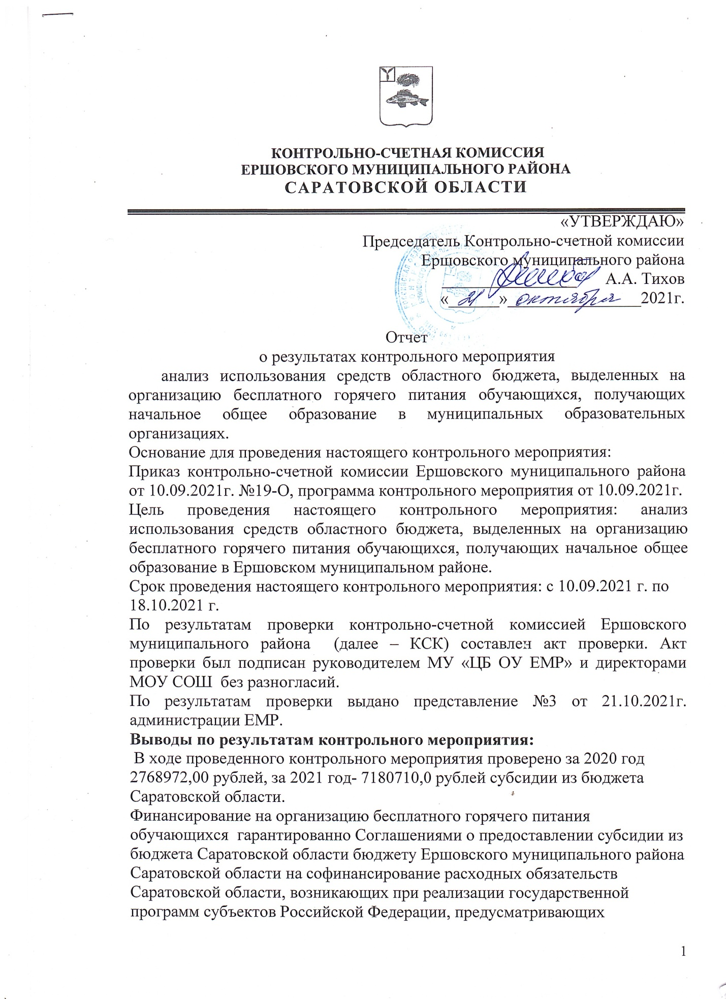 КОНТРОЛЬНО-СЧЕТНАЯ КОМИССИЯ
ЕРШОВСКОГО МУНИЦИПАЛЬНОГО РАЙОНА
САРАТОВСКОЙ ОБЛАСТИ
«УТВЕРЖДАЮ»
Председатель Контрольно-счетной комиссии
Ершовского муниципального района
А.А. Тихов
«21» октября 2021г.
Отчет
о результатах контрольного мероприятия
анализ использования средств областного бюджета, выделенных на
организацию бесплатного горячего питания обучающихся, получающих
начальное общее образование в муниципальных образовательных
организациях.
Основание для проведения настоящего контрольного мероприятия:
Приказ контрольно-счетной комиссии Ершовского муниципального района
от 10.09.2021г. №19-О, программа контрольного мероприятия от 10.09.2021г.
Цель проведения настоящего контрольного мероприятия: анализ
использования средств областного бюджета, выделенных на организацию
бесплатного горячего питания обучающихся, получающих начальное общее
образование в Ершовском муниципальном районе.
Срок проведения настоящего контрольного мероприятия: с 10.09.2021 г. по
18.10.2021 г.
По результатам проверки контрольно-счетной комиссией Ершовского
муниципального района (далее – КСК) составлен акт проверки. Акт
проверки был подписан руководителем МУ «ЦБ ОУ ЕМР» и директорами
МОУ СОШ без разногласий.
По результатам проверки выдано представление №3 от 21.10.2021г.
администрации ЕМР.
Выводы по результатам контрольного мероприятия:
В ходе проведенного контрольного мероприятия проверено за 2020 год
2768972,00 рублей, за 2021 год- 7180710,0 рублей субсидии из бюджета
Саратовской области.
Финансирование на организацию бесплатного горячего питания
обучающихся гарантированно Соглашениями о предоставлении субсидии из
бюджета Саратовской области бюджету Ершовского муниципального района
Саратовской области на софинансирование расходных обязательств
Саратовской области, возникающих при реализации государственной
программ субъектов Российской Федерации, предусматривающих
1